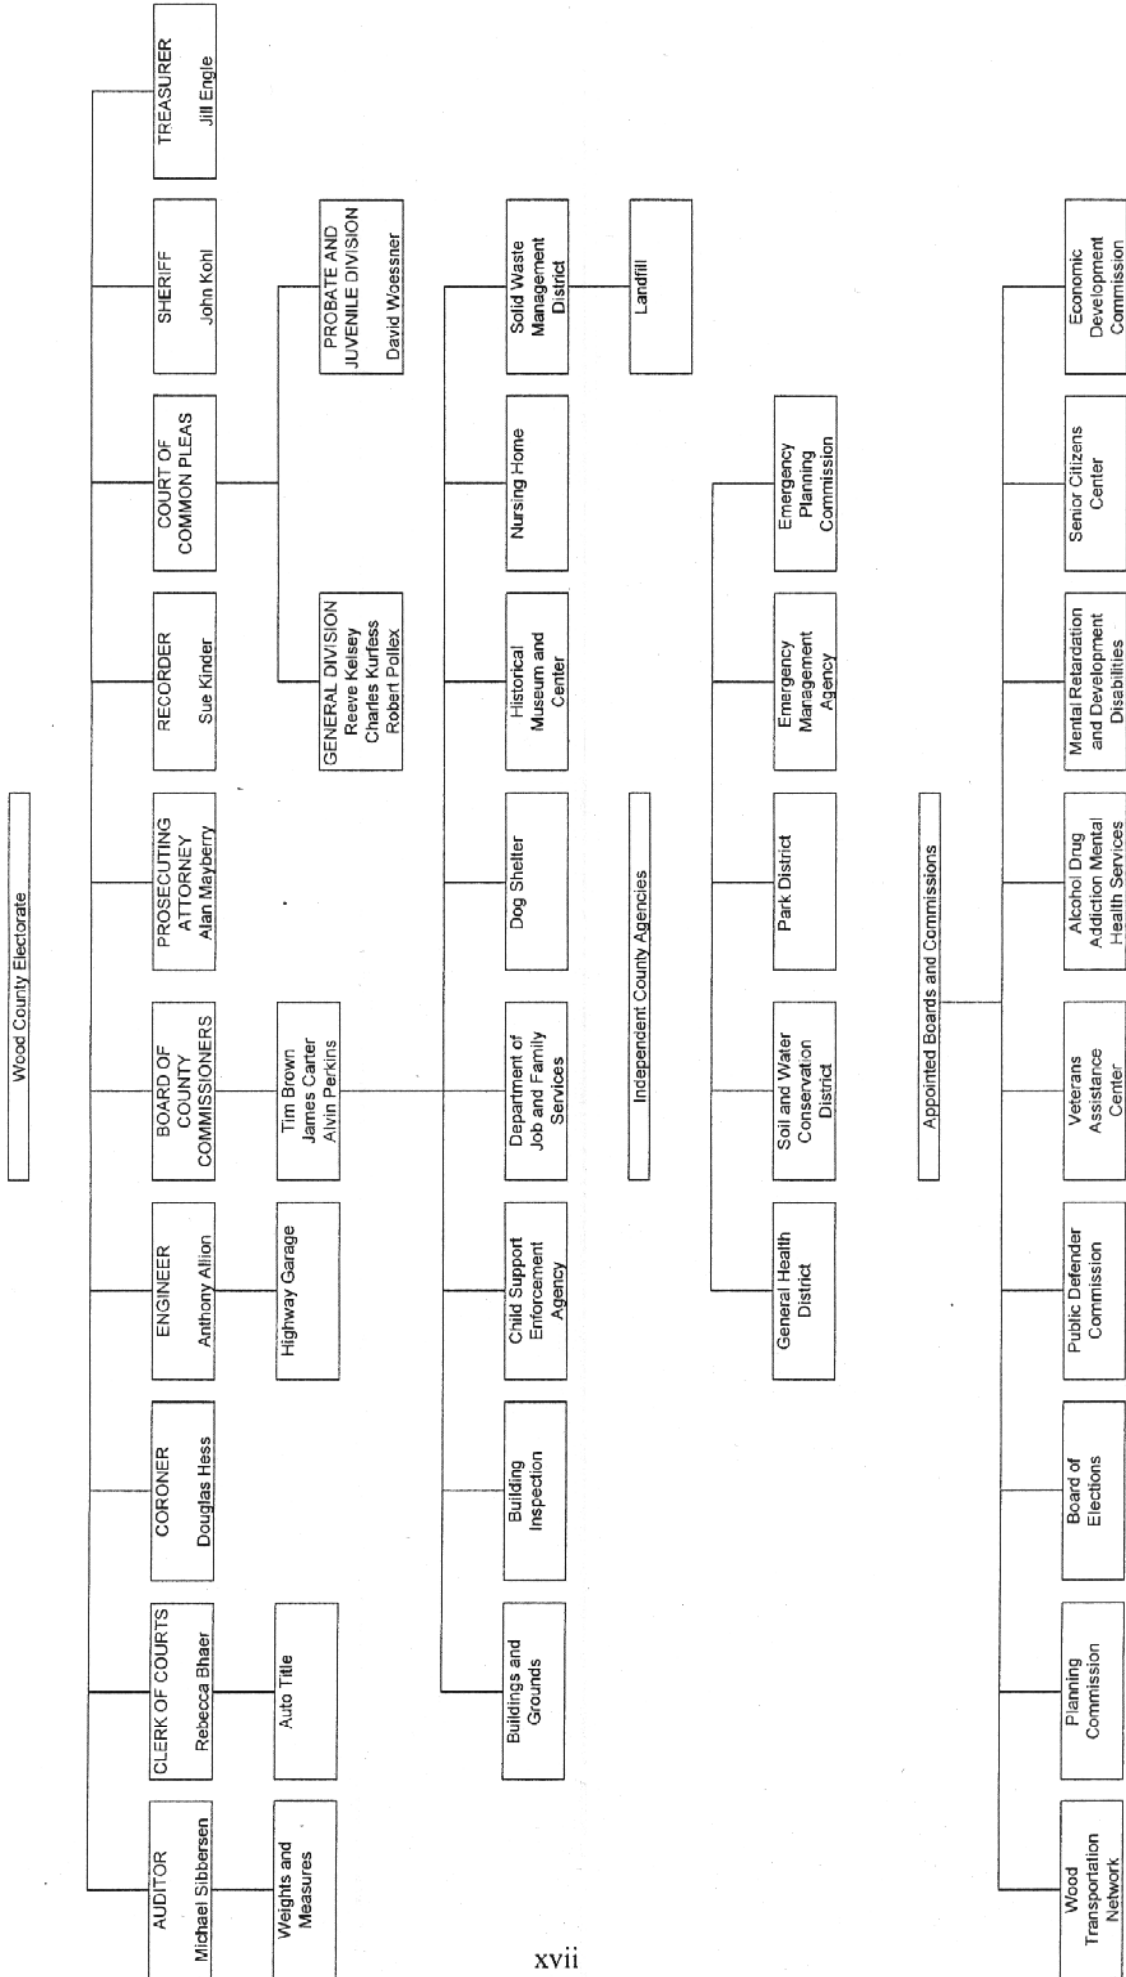 Wood County Electorate
AUDITOR
Michael Sibbersen
CLERK OF COURTS
Rebecca Bhaer
CORONER
Douglas Hess
ENGINEER
Anthony Allion
BOARD OF
COUNTY
COMMISSIONERS
PROSECUTING
ATTORNEY
Alan Mayberry
RECORDER
Sue Kinder
COURT OF
COMMON PLEAS
SHERIFF
John Kohl
TREASURER
Jill Engle
Weights and
Measures
Auto Title
Highway Garage
Tim Brown
James Carter
Alvin Perkins
GENERAL DIVISION
Reeve Kelsey
Charles Kurfess
Robert Pollex
PROBATE AND
JUVENILE DIVISION
David Woessner
Buildings and
Grounds
Building
Inspection
Child Support
Enforcement
Agency
Department of
Job and Family
Services
Dog Shelter
Historical
Museum and
Center
Nursing Home
Solid Waste
Management
District
Landfill
Independent County Agencies
General Health
District
Soil and Water
Conservation
District
Park District
Emergency
Management
Agency
Emergency
Planning
Commission
Appointed Boards and Commissions
Wood
Transportation
Network
Planning
Commission
Board of
Elections
Public Defender
Commission
Veterans
Assistance
Center
Alcohol Drug
Addiction Mental
Health Services
Mental Retardation
and Development
Disabilities
Senior Citizens
Center
Economic
Development
Commission
xvii